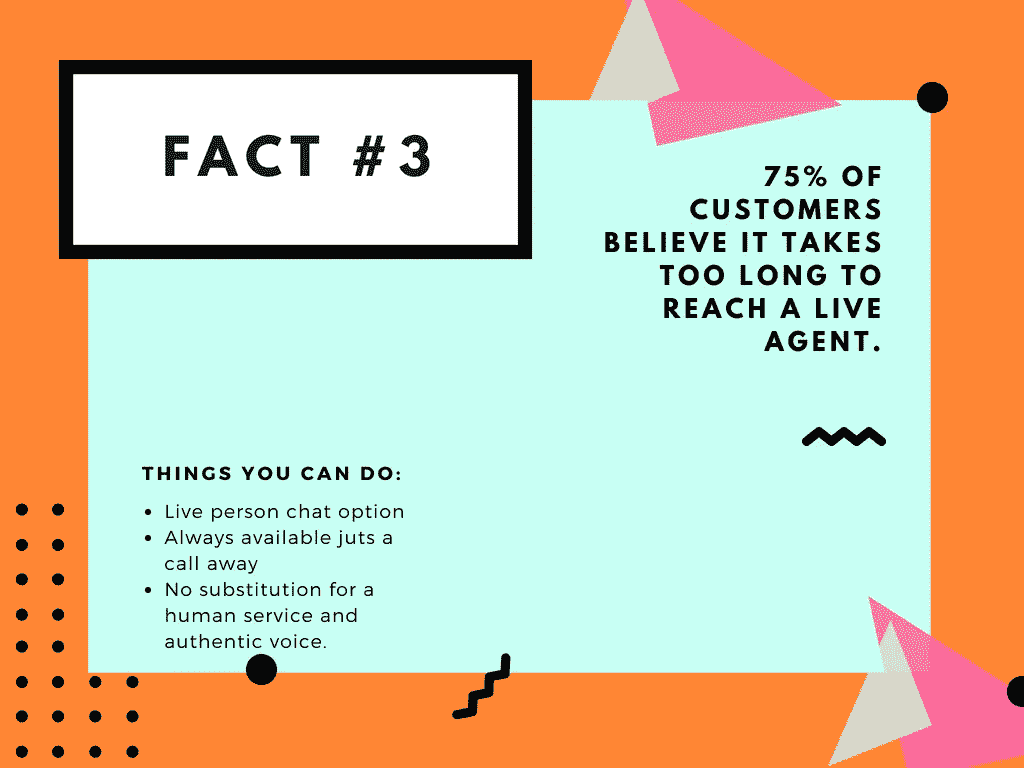 FACT #3
75% OF
CUSTOMERS
BELIEVE IT TAKES
TOO LONG TO
REACH A LIVE
AGENT.
THINGS YOU CAN DO:
• Live person chat option
• Always available juts a
call away
• No substitution for a
human service and
authentic voice.